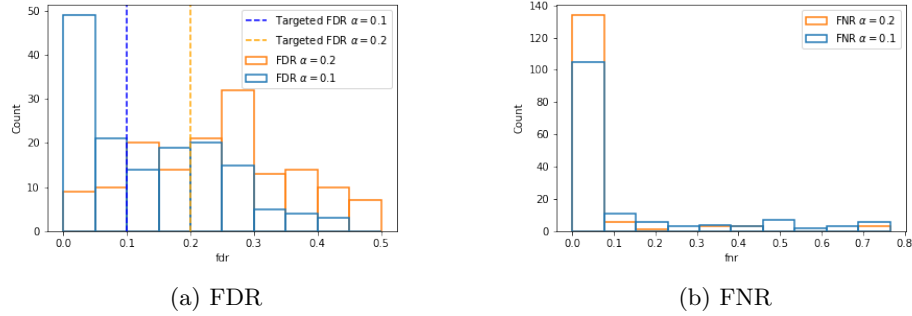 50
40
30
20
10
0
Count
0.0 0.1 0.2 0.3 0.4 0.5
fdr
Targeted FDR α = 0.1
Targeted FDR α = 0.2
FDR α = 0.2
FDR α = 0.1
(a) FDR
140
120
100
80
60
40
20
0
Count
0.0 0.1 0.2 0.3 0.4 0.5 0.6 0.7 0.8
fnr
FNR α = 0.2
FNR α = 0.1
(b) FNR